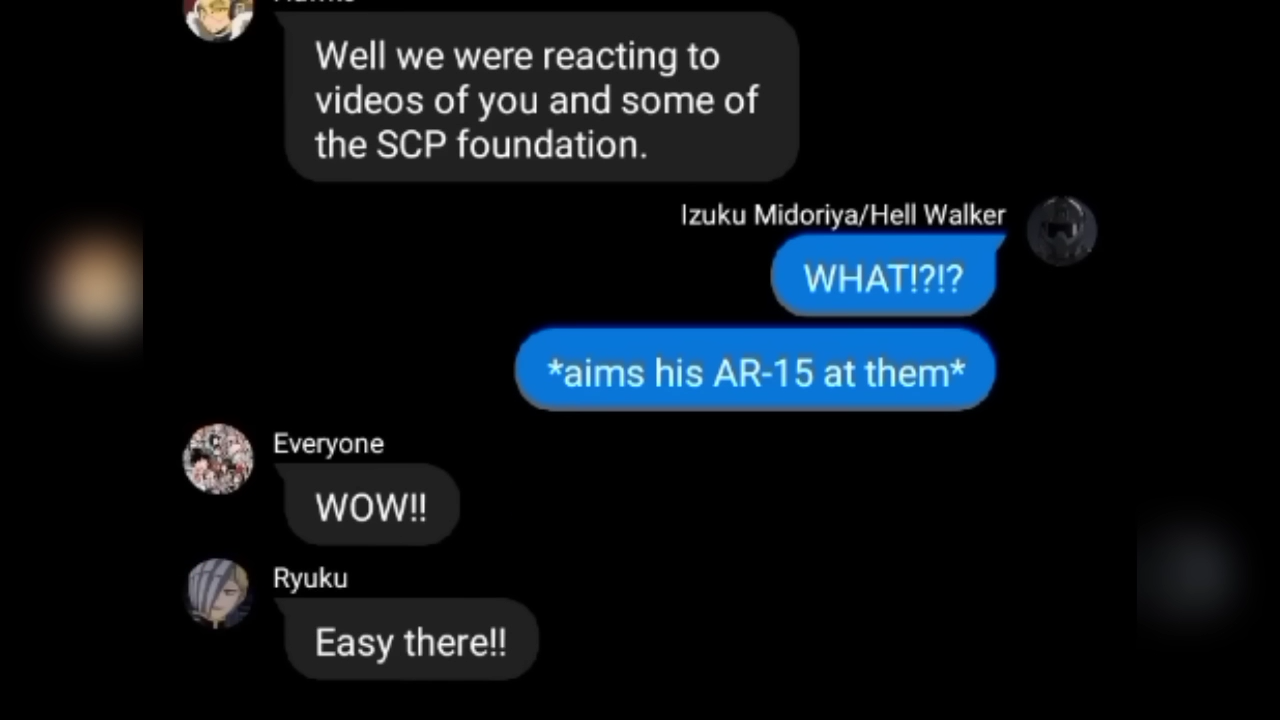 Well we were reacting to
videos of you and some of
the SCP foundation.
Izuku Midoriya/Hell Walker
WHAT!?!?
*aims his AR-15 at them*
Everyone
WOW!!
Ryuku
Easy there!!